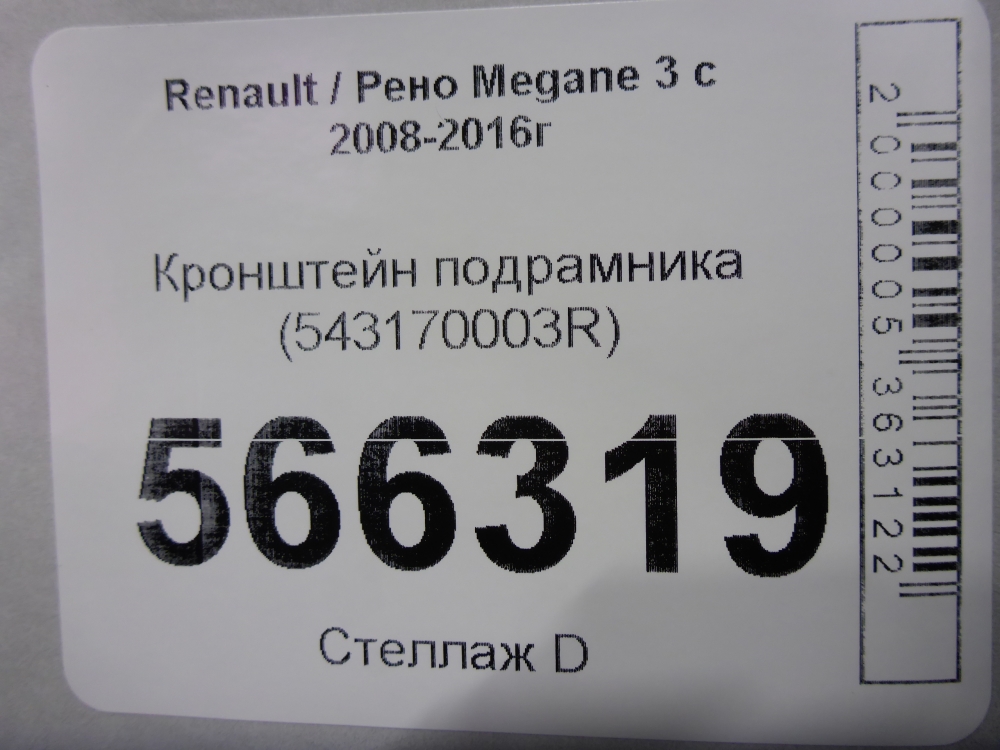 Renault / Рено Megane 3 с
2008-2016г
Кронштейн подрамника
(543170003R)
566319
Стеллаж D
2000005363122